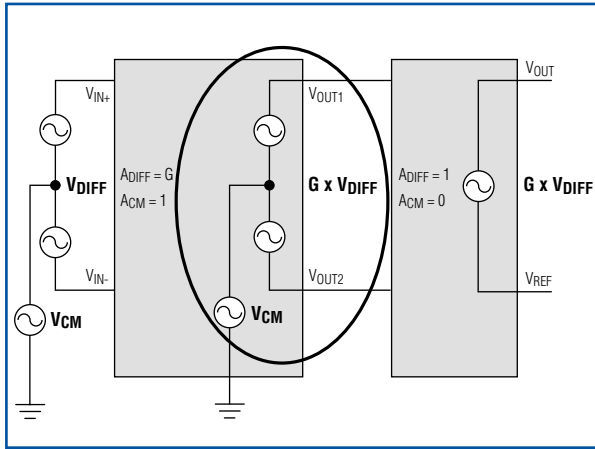 VIN+
VDIFF
VIN-
VCM
ADIFF = G
ACM = 1
VOUT1
G x VDIFF
VOUT2
VCM
ADIFF = 1
ACM = 0
VOUT
G x VDIFF
VREF